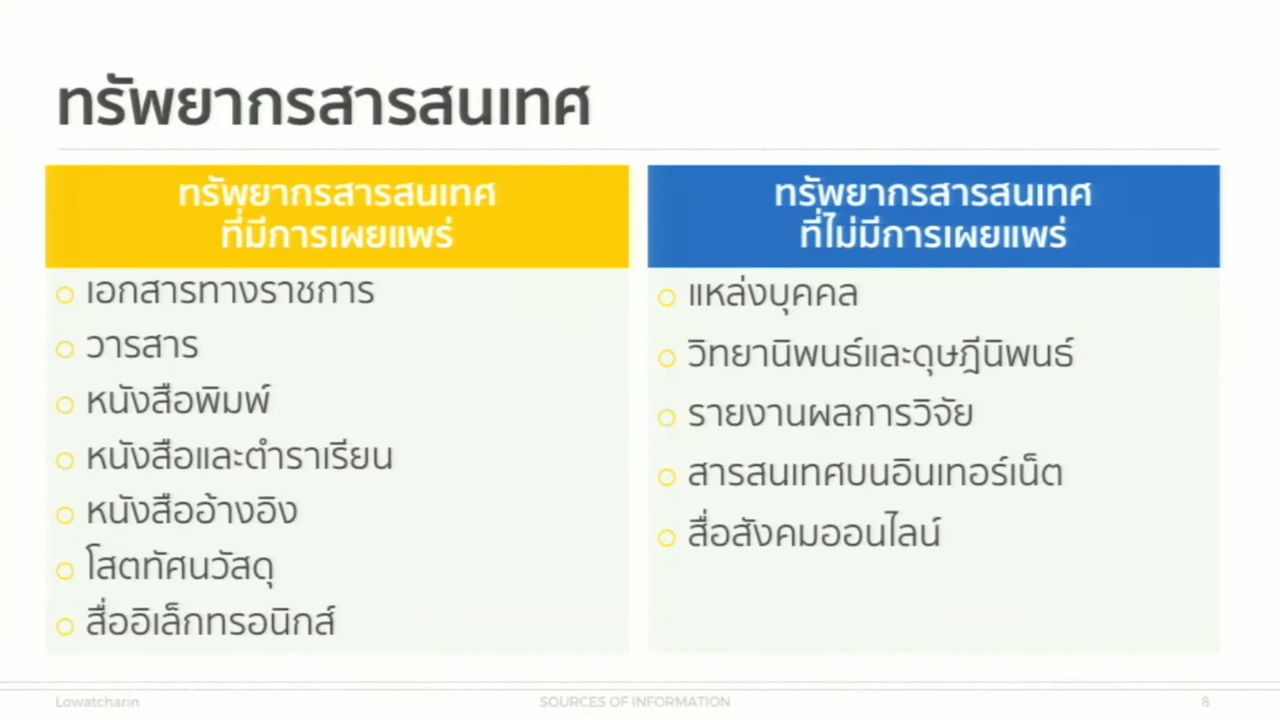 ทรัพยากรสารสนเทศ
ทรัพยากรสารสนเทศ
ที่มีการเผยแพร่
เอกสารทางราชการ
วารสาร
หนังสือพิมพ์
หนังสือและตำราเรียน
หนังสืออ้างอิง
โสตทัศนวัสดุ
สื่ออิเล็กทรอนิกส์
ทรัพยากรสารสนเทศ
ที่ไม่มีการเผยแพร่
แหล่งบุคคล
วิทยานิพนธ์และดุษฎีนิพนธ์
รายงานผลการวิจัย
สารสนเทศบนอินเทอร์เน็ต
สื่อสังคมออนไลน์
Lowatcharin
SOURCES OF INFORMATION
8